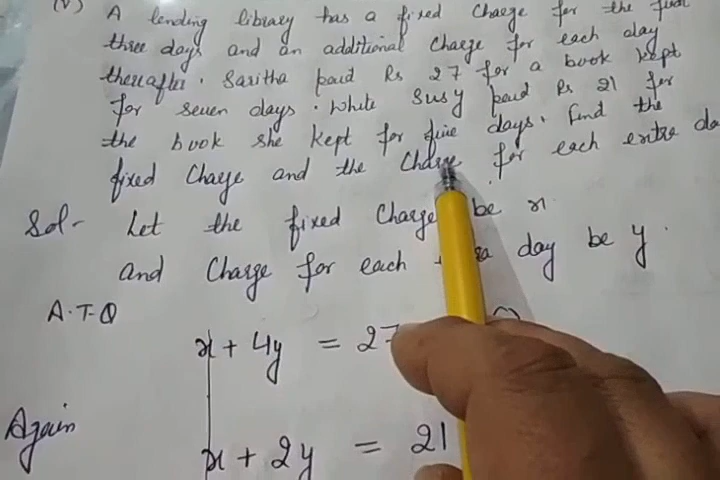 (V) A lending library has a fixed Charge for the first
three days and an additional Charge for each day
thereafter. Saritha paid Rs 27 for a book kept
for seven days. White Susy paid Rs 21 for
the book she kept for five days. Find the
fixed Charge and the Charge for each extra da
Sol- Let the fixed Charge be x
and Charge for each day be y.
A.T.Q
x + 4y = 27
Again
x + 2y = 21